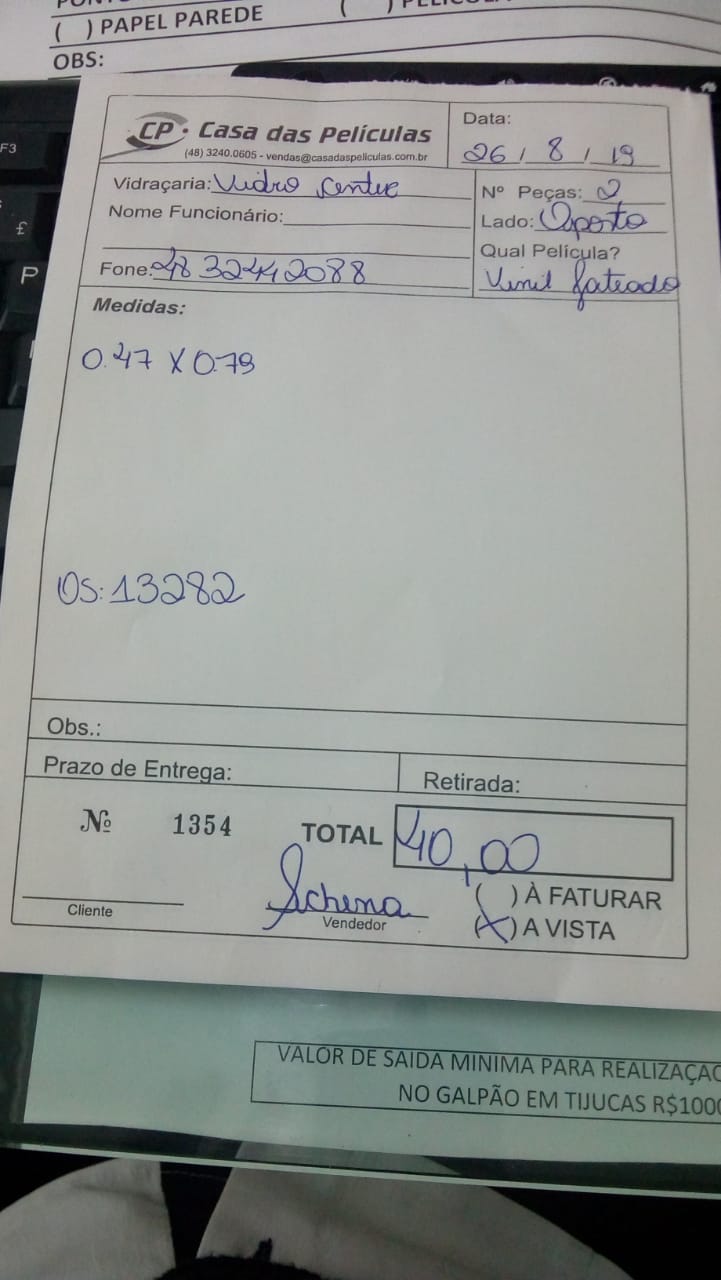 ( ) PAPEL PAREDE
OBS:
CP. Casa das Películas
(48) 3240.0605 - vendas@casadaspeliculas.com.br
Data:
26 / 8 / 19
Vidraçaria: Vidro Center
Nome Funcionário:
Fone: 48 32412088
Nº Peças: 2
Lado: Oposto
Qual Película?
Vinil Jateado
Medidas:
0.47 X 0.79
OS: 13282
Obs.:
Prazo de Entrega:
Retirada:
Nº 1354
TOTAL 40,00
Cliente
Schena
Vendedor
( ) À FATURAR
(X) A VISTA
VALOR DE SAIDA MINIMA PARA REALIZAÇAO
NO GALPÃO EM TIJUCAS R$1000
F3
£
P